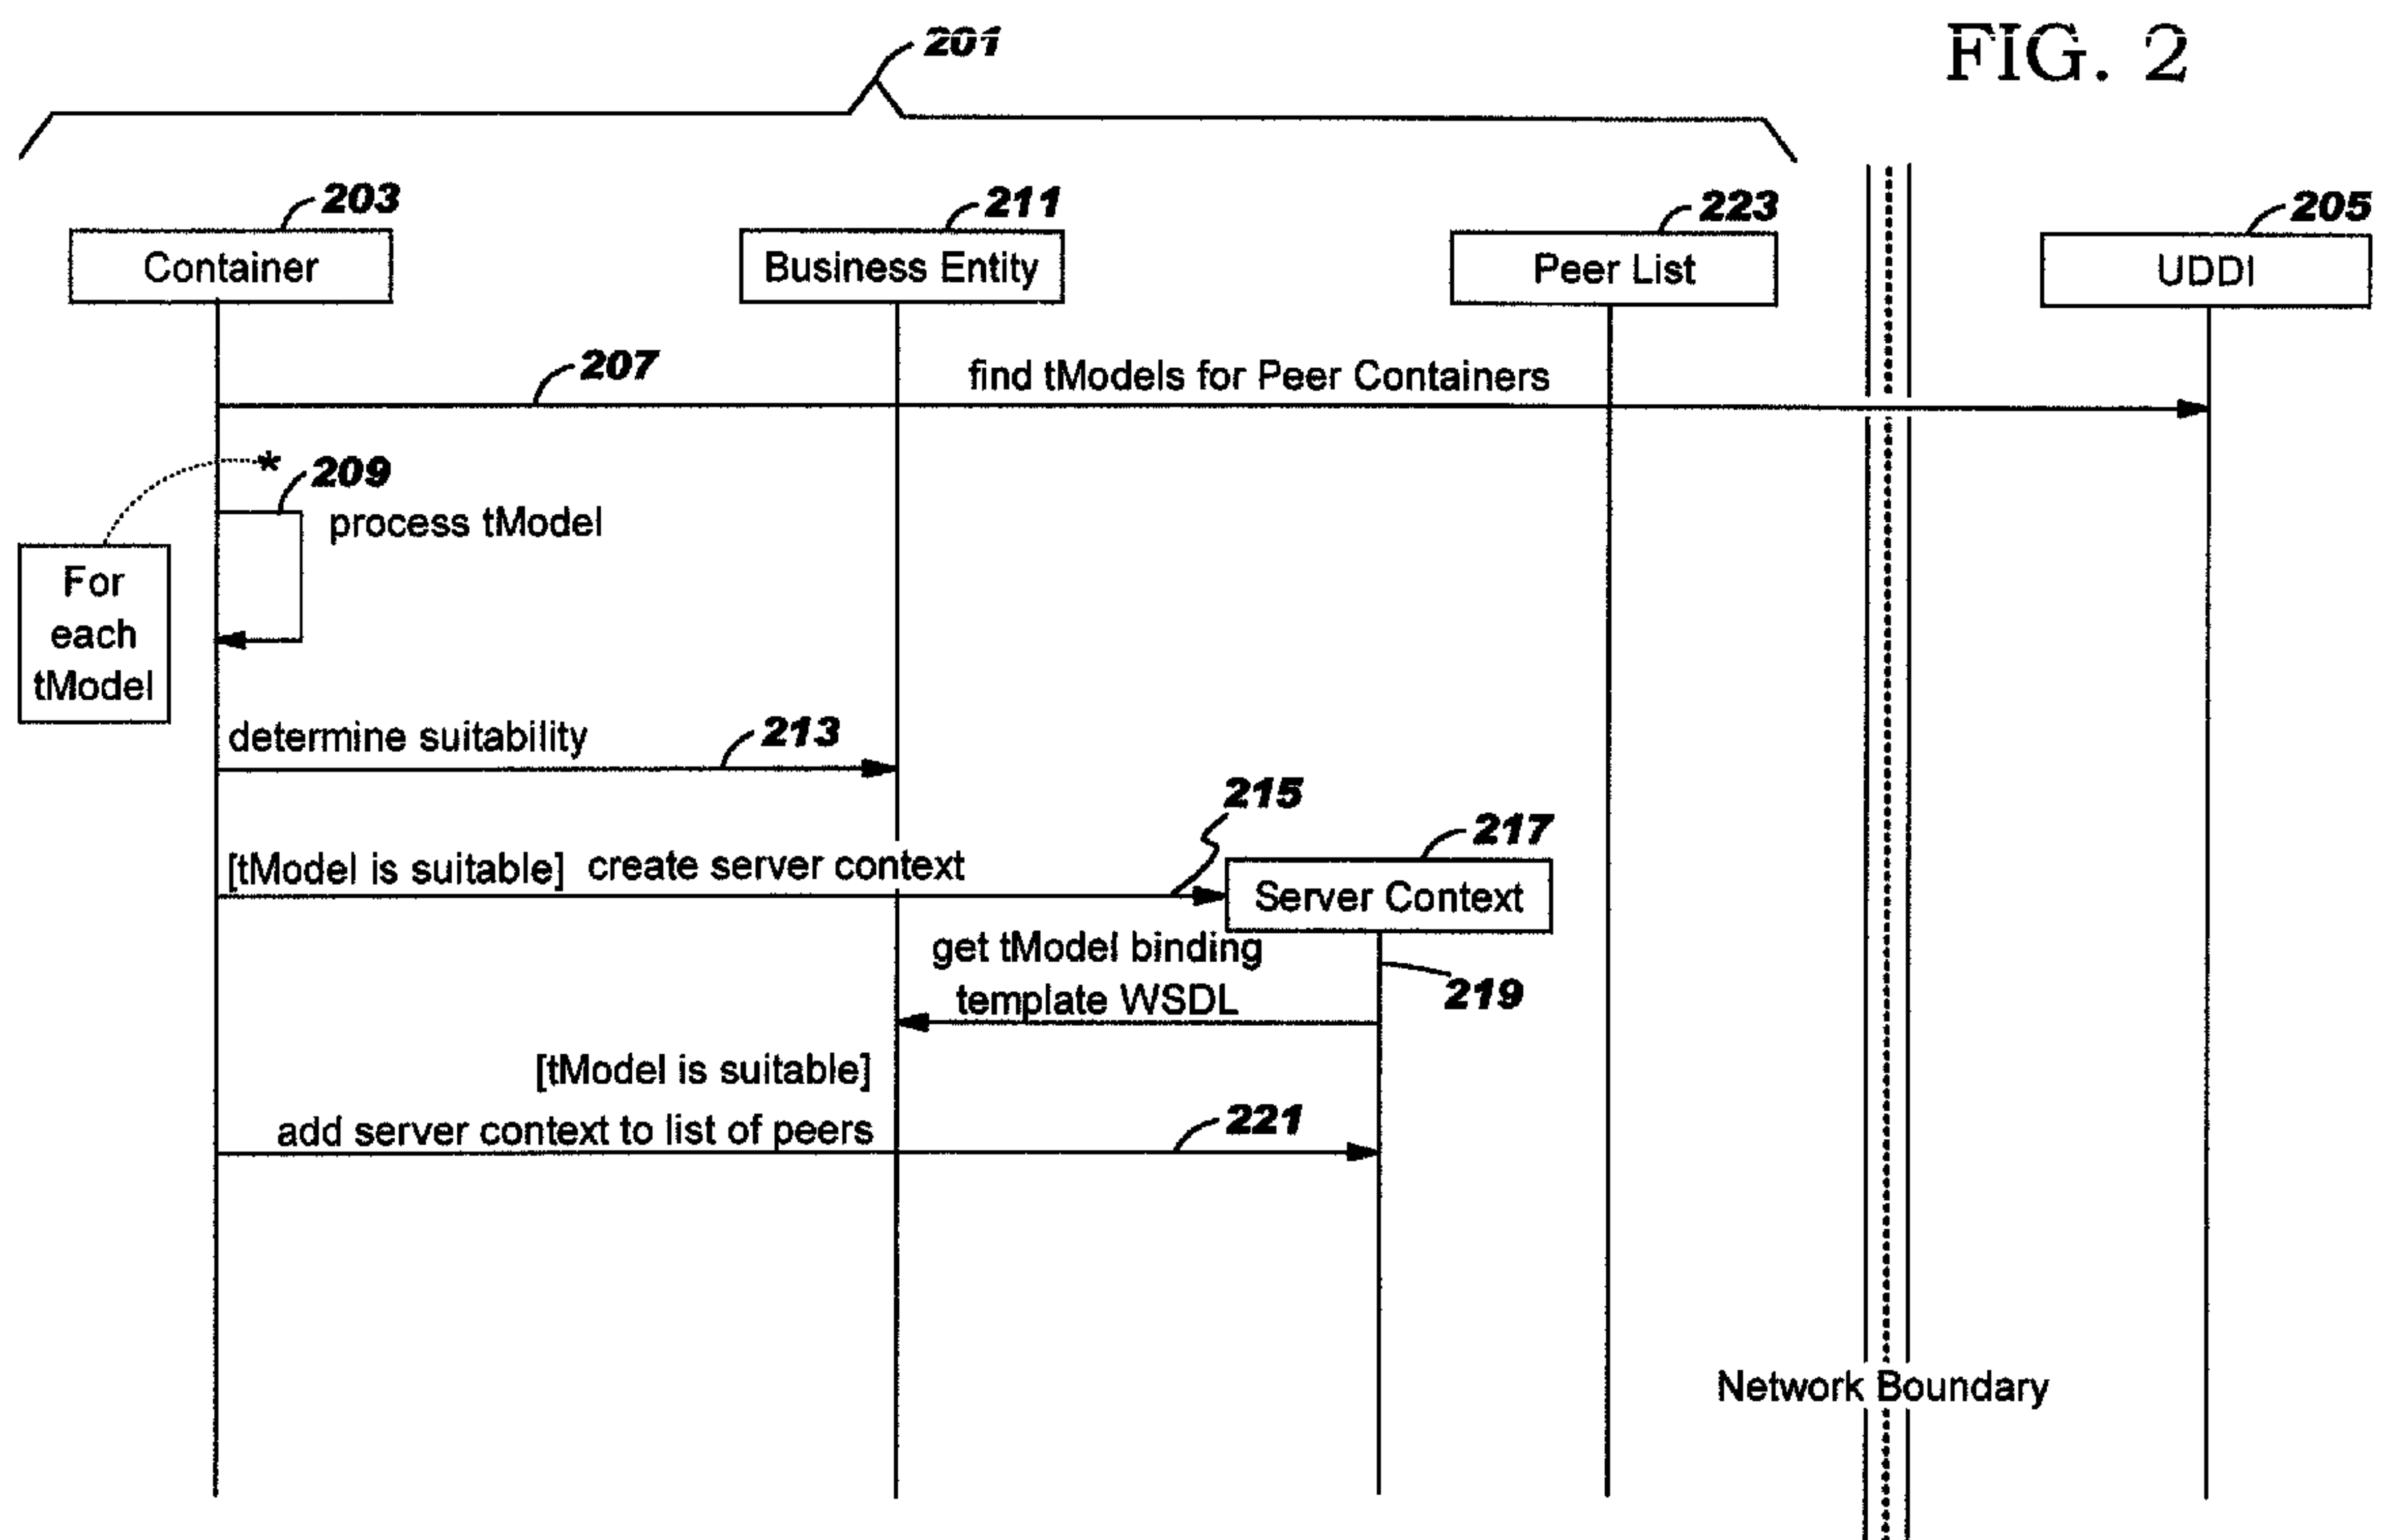 FIG. 2
201
203
211
223
205
Container
Business Entity
Peer List
UDDI
207
find tModels for Peer Containers
*
209
process tModel
For
each
tModel
determine suitability
213
215
217
[tModel is suitable] create server context
Server Context
get tModel binding
template WSDL
219
[tModel is suitable]
add server context to list of peers
221
Network Boundary